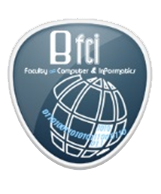 Bfci
Faculty of Computer & Informatics